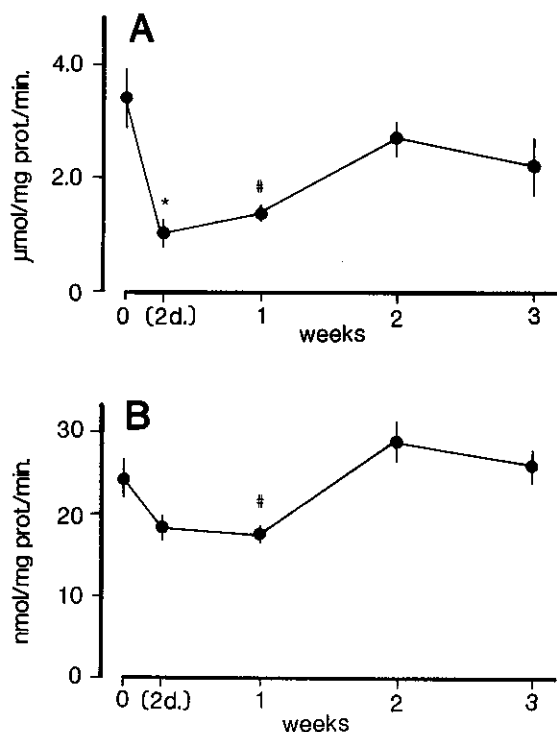 A
4.0
2.0
0
µmol/mg prot./min.
*
#
0 (2d.) 1 2 3
weeks
B
30
20
10
0
nmol/mg prot./min.
#
0 (2d.) 1 2 3
weeks